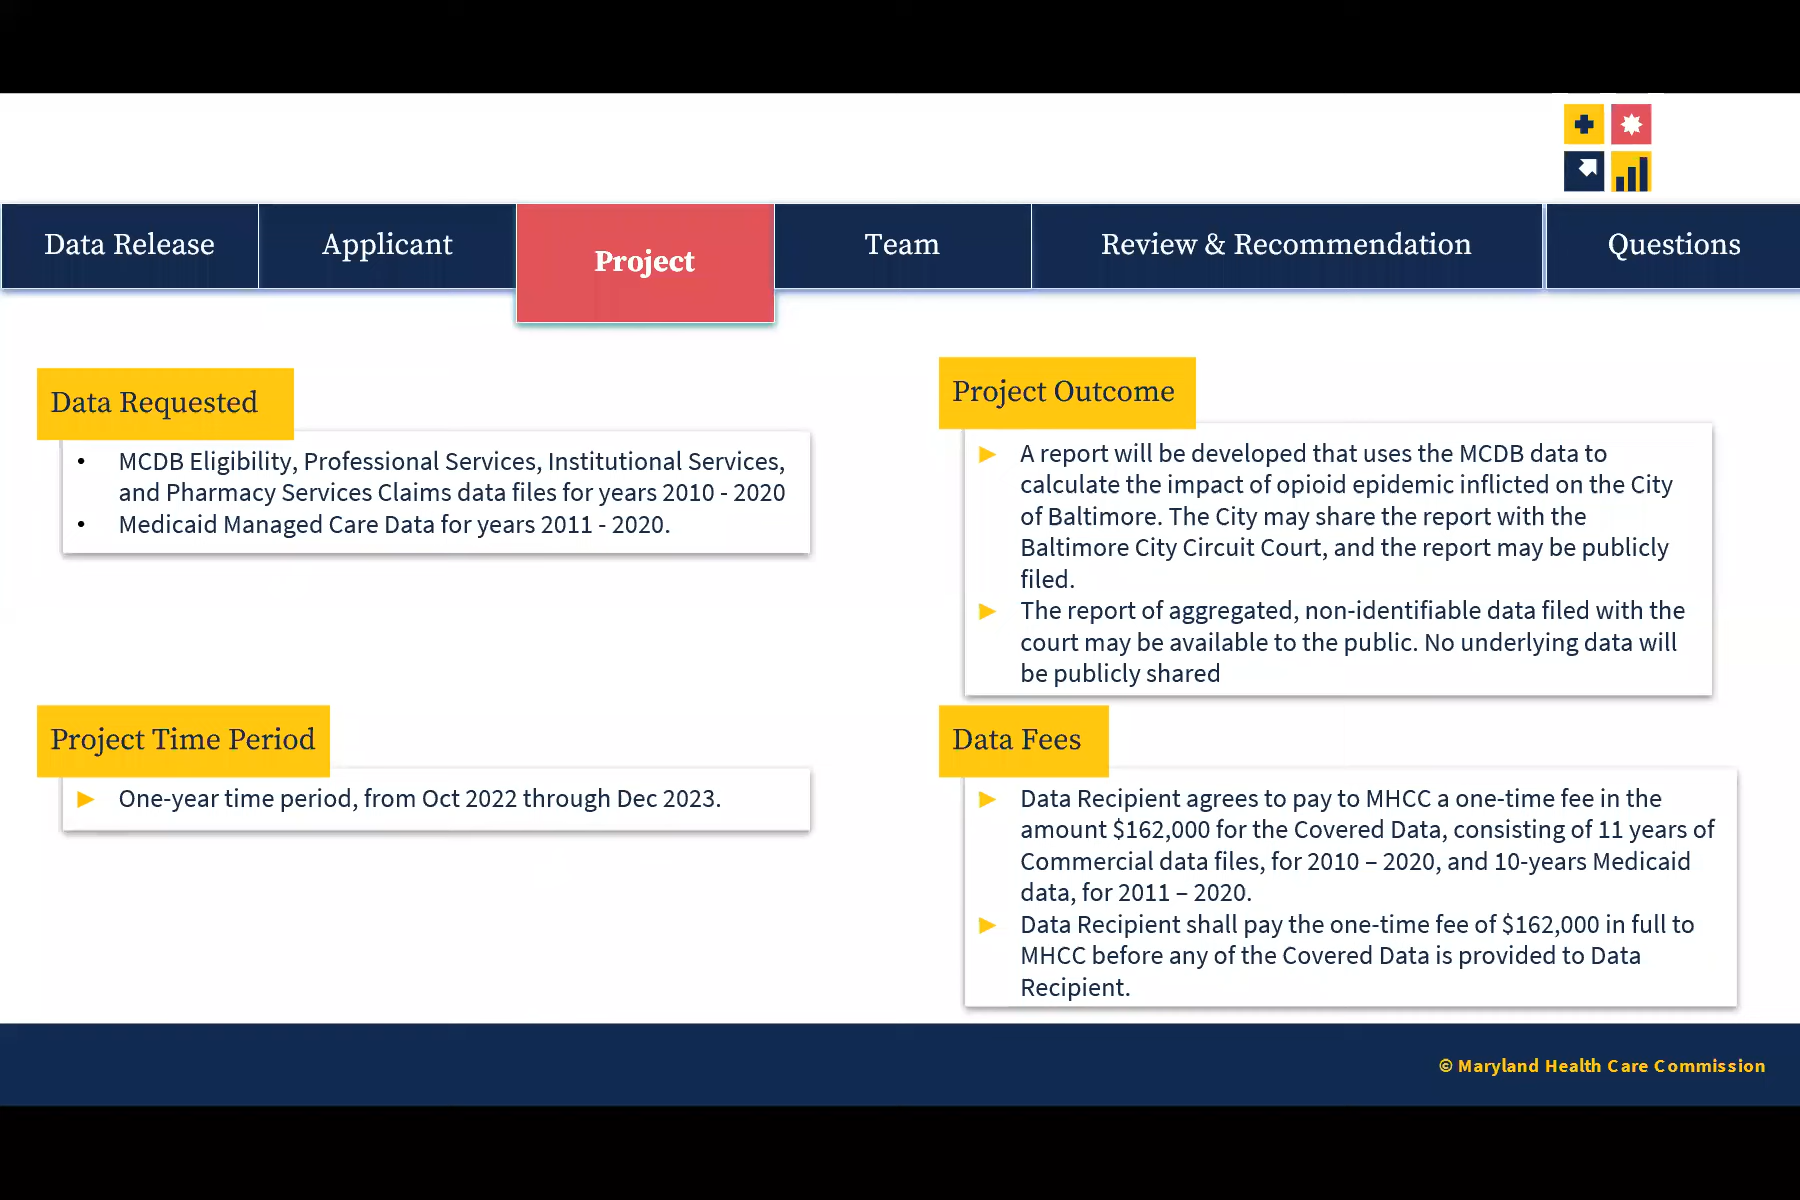 Data Release
Applicant
Project
Team
Review & Recommendation
Questions
Data Requested
• MCDB Eligibility, Professional Services, Institutional Services,
and Pharmacy Services Claims data files for years 2010 - 2020
• Medicaid Managed Care Data for years 2011 - 2020.
Project Outcome
► A report will be developed that uses the MCDB data to
calculate the impact of opioid epidemic inflicted on the City
of Baltimore. The City may share the report with the
Baltimore City Circuit Court, and the report may be publicly
filed.
► The report of aggregated, non-identifiable data filed with the
court may be available to the public. No underlying data will
be publicly shared
Project Time Period
► One-year time period, from Oct 2022 through Dec 2023.
Data Fees
► Data Recipient agrees to pay to MHCC a one-time fee in the
amount $162,000 for the Covered Data, consisting of 11 years of
Commercial data files, for 2010 – 2020, and 10-years Medicaid
data, for 2011 – 2020.
► Data Recipient shall pay the one-time fee of $162,000 in full to
MHCC before any of the Covered Data is provided to Data
Recipient.
© Maryland Health Care Commission